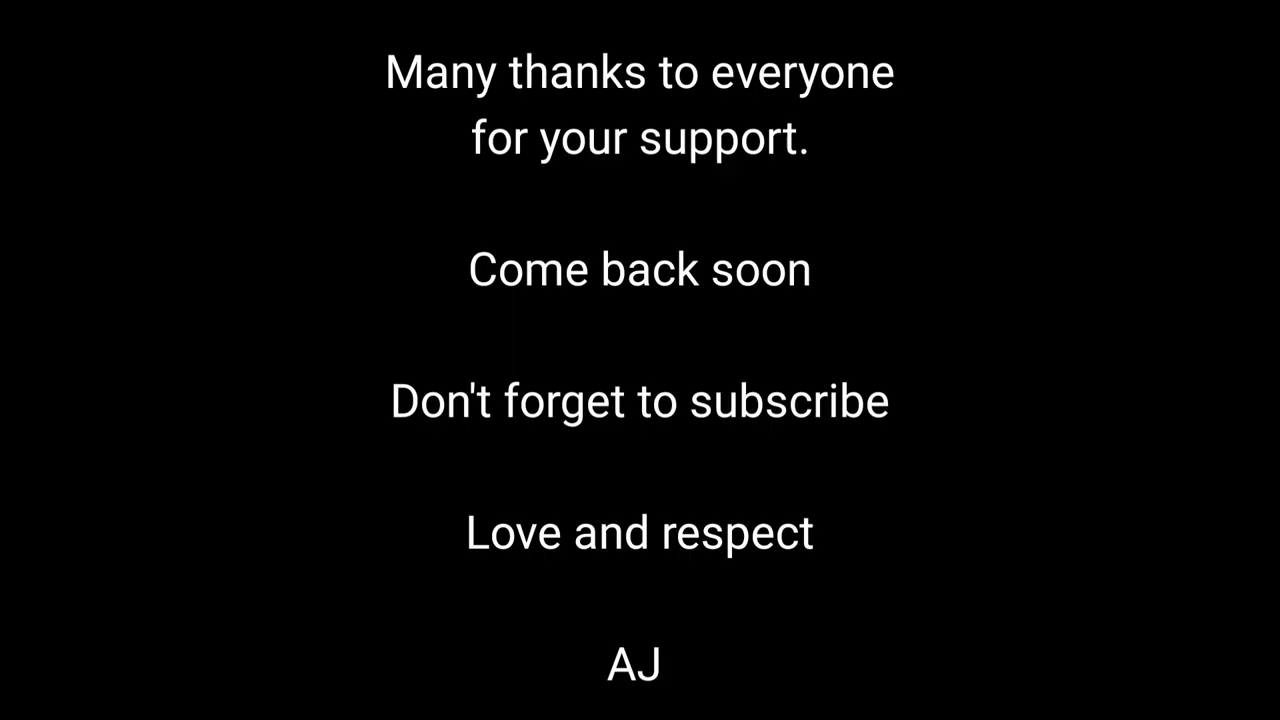 Many thanks to everyone
for your support.
Come back soon
Don't forget to subscribe
Love and respect
AJ